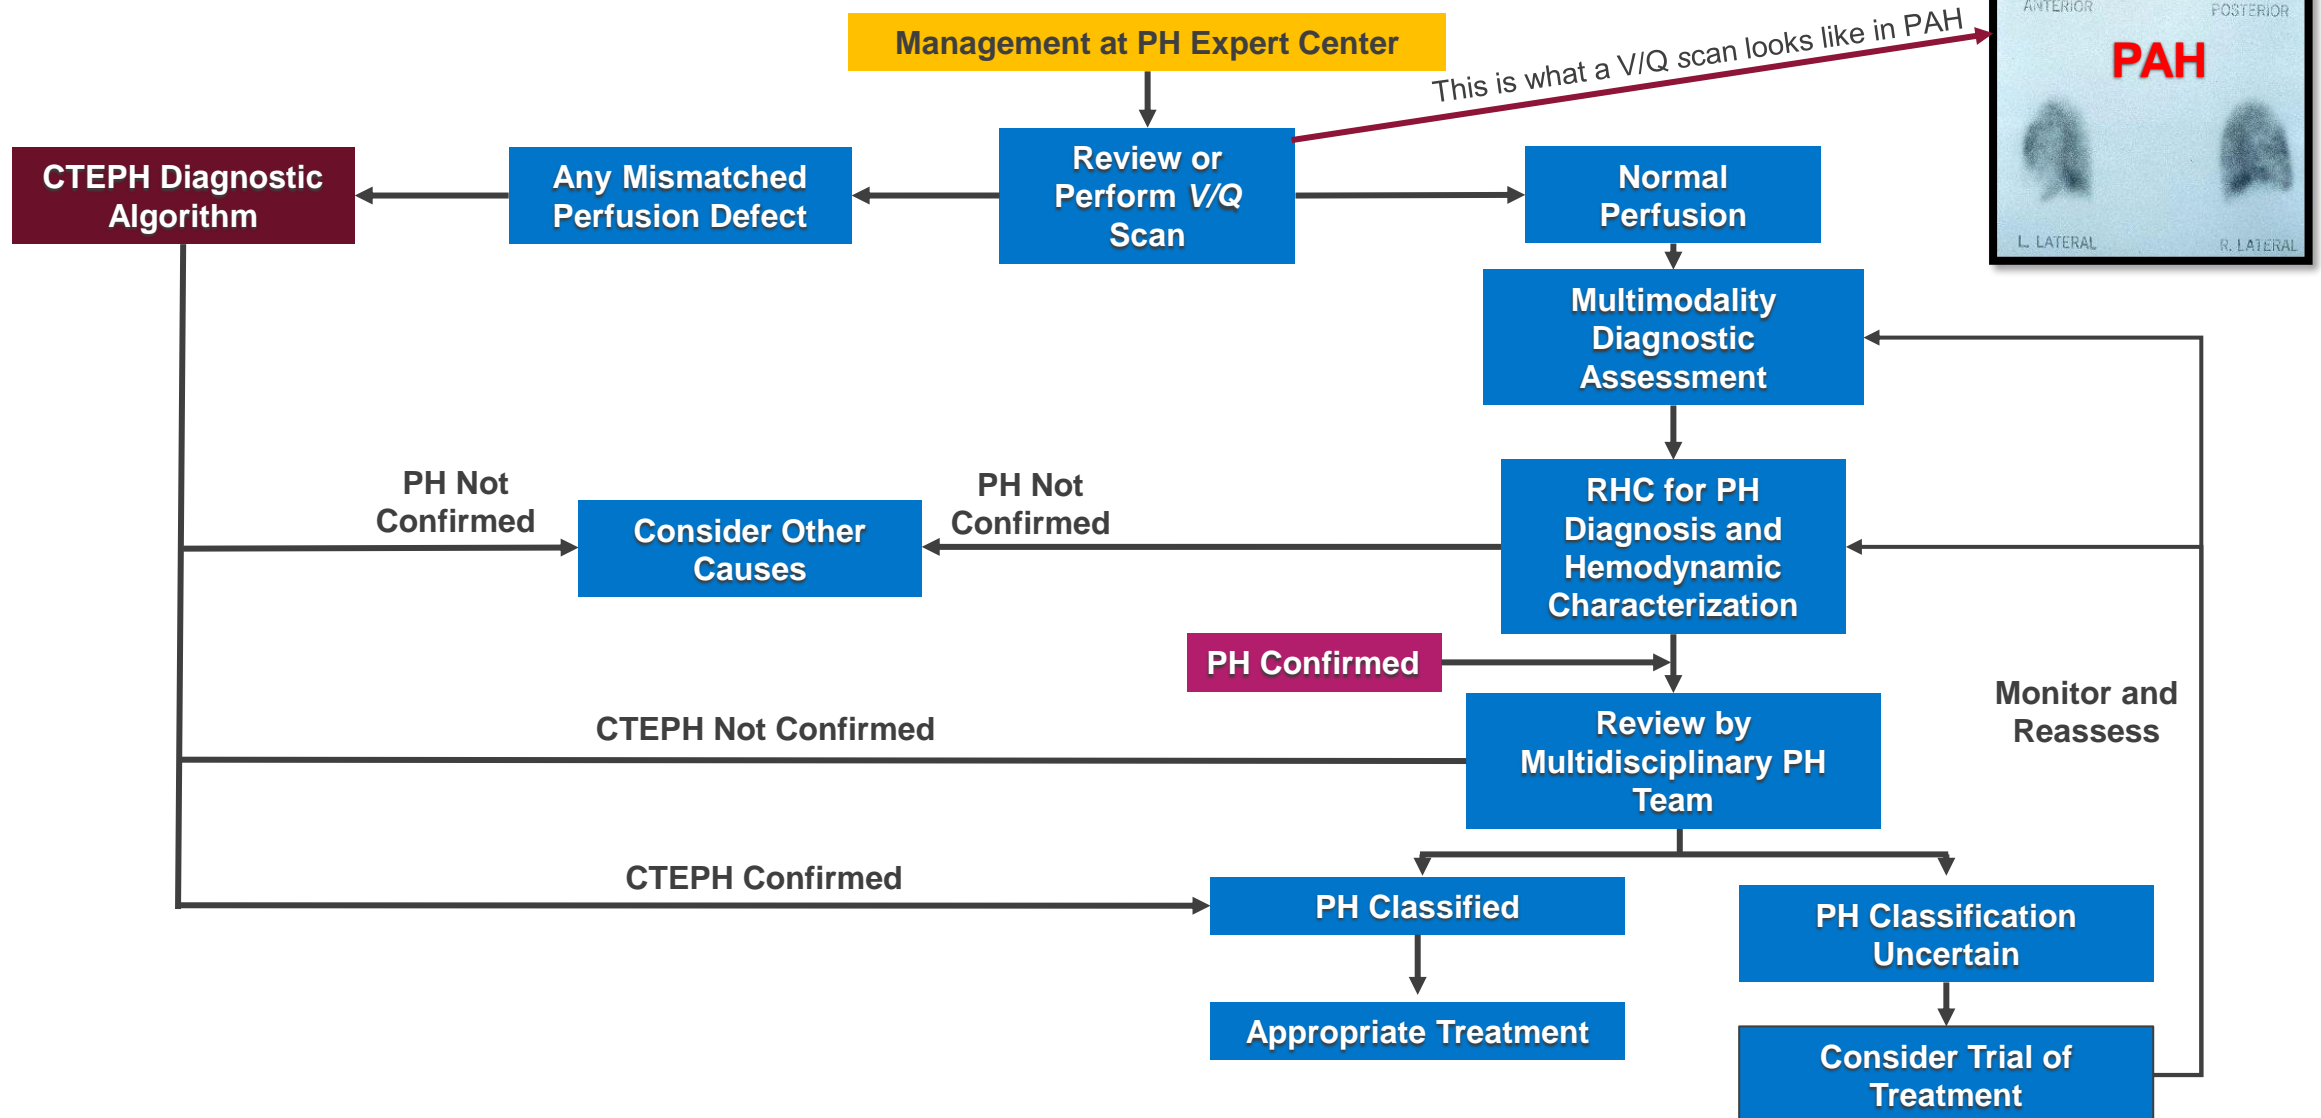 Management at PH Expert Center
This is what a V/Q scan looks like in PAH
ANTERIOR
POSTERIOR
PAH
L. LATERAL
R. LATERAL
CTEPH Diagnostic
Algorithm
Any Mismatched
Perfusion Defect
Review or
Perform V/Q
Scan
Normal
Perfusion
Multimodality
Diagnostic
Assessment
PH Not
Confirmed
Consider Other
Causes
PH Not
Confirmed
RHC for PH
Diagnosis and
Hemodynamic
Characterization
PH Confirmed
Monitor and
Reassess
CTEPH Not Confirmed
Review by
Multidisciplinary PH
Team
CTEPH Confirmed
PH Classified
PH Classification
Uncertain
Appropriate Treatment
Consider Trial of
Treatment